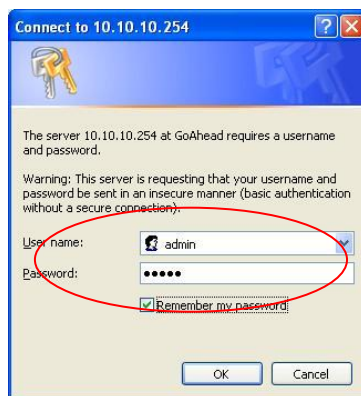 Connect to 10.10.10.254
The server 10.10.10.254 at GoAhead requires a username
and password.
Warning: This server is requesting that your username and
password be sent in an insecure manner (basic authentication
without a secure connection).
User name: admin
Password: •••••
Remember my password
OK Cancel